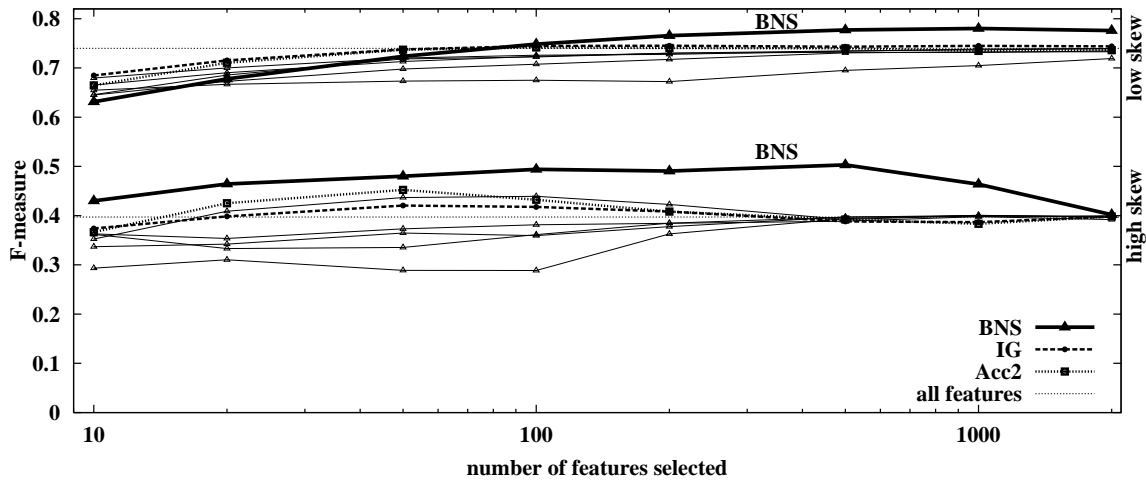 0.8
0.7
0.6
0.5
0.4
0.3
0.2
0.1
0
F-measure
BNS
BNS
low skew
high skew
BNS
IG
Acc2
all features
10
100
1000
number of features selected